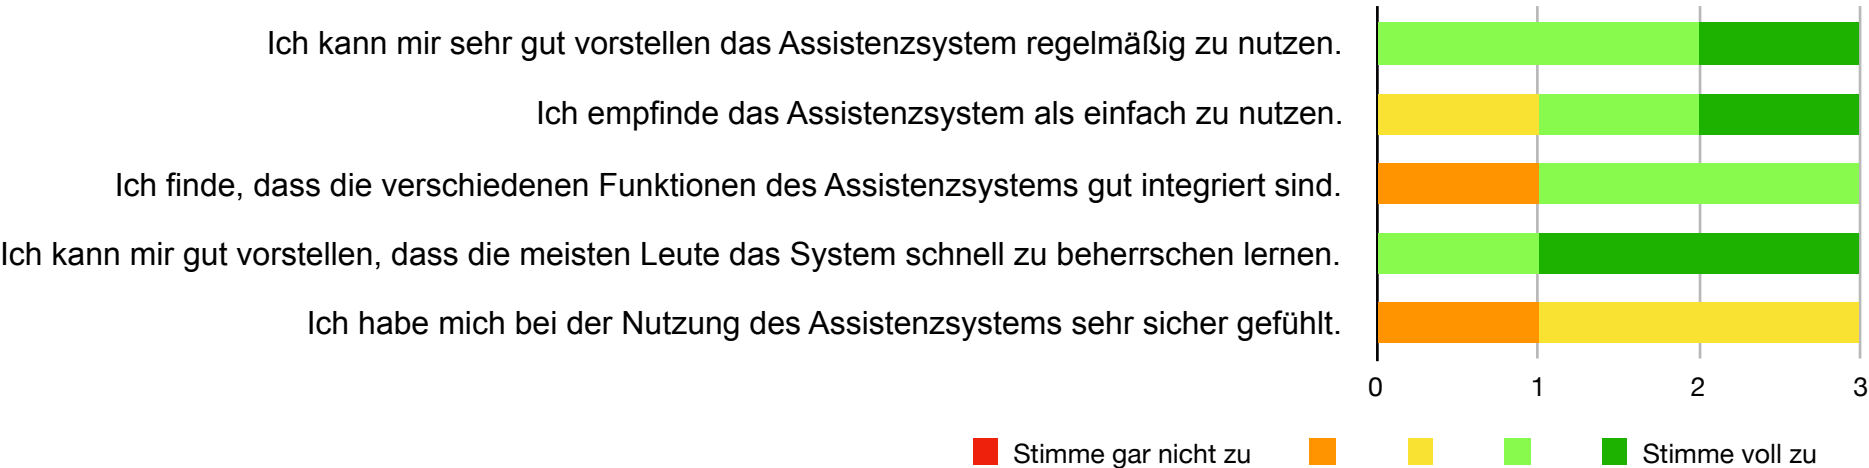 Ich kann mir sehr gut vorstellen das Assistenzsystem regelmäßig zu nutzen.
Ich empfinde das Assistenzsystem als einfach zu nutzen.
Ich finde, dass die verschiedenen Funktionen des Assistenzsystems gut integriert sind.
Ich kann mir gut vorstellen, dass die meisten Leute das System schnell zu beherrschen lernen.
Ich habe mich bei der Nutzung des Assistenzsystems sehr sicher gefühlt.
0 1 2 3
Stimme gar nicht zu Stimme voll zu